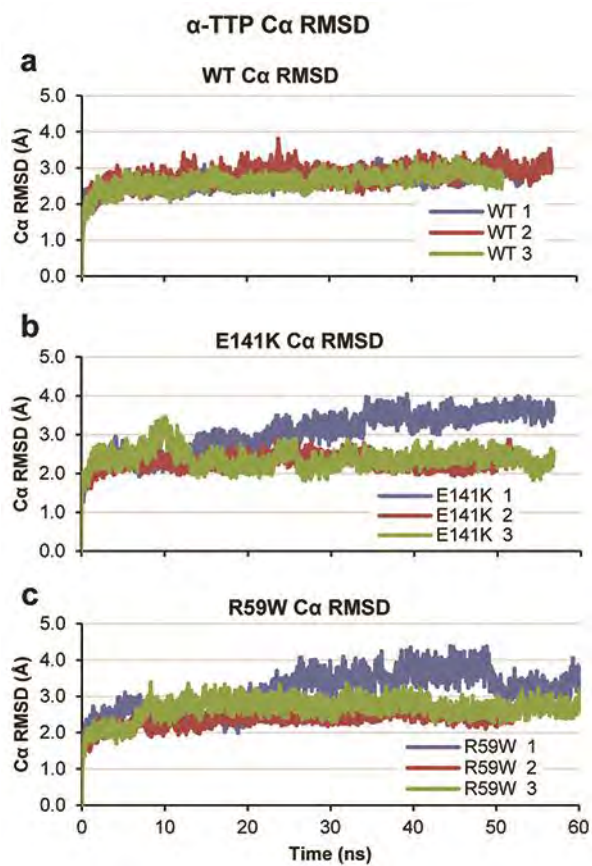 α-TTP Cα RMSD
a
WT Cα RMSD
5.0
4.0
3.0
2.0
1.0
0.0
Cα RMSD (Å)
WT 1
WT 2
WT 3
b
E141K Cα RMSD
5.0
4.0
3.0
2.0
1.0
0.0
Cα RMSD (Å)
E141K 1
E141K 2
E141K 3
c
R59W Cα RMSD
5.0
4.0
3.0
2.0
1.0
0.0
Cα RMSD (Å)
R59W 1
R59W 2
R59W 3
0 10 20 30 40 50 60
Time (ns)